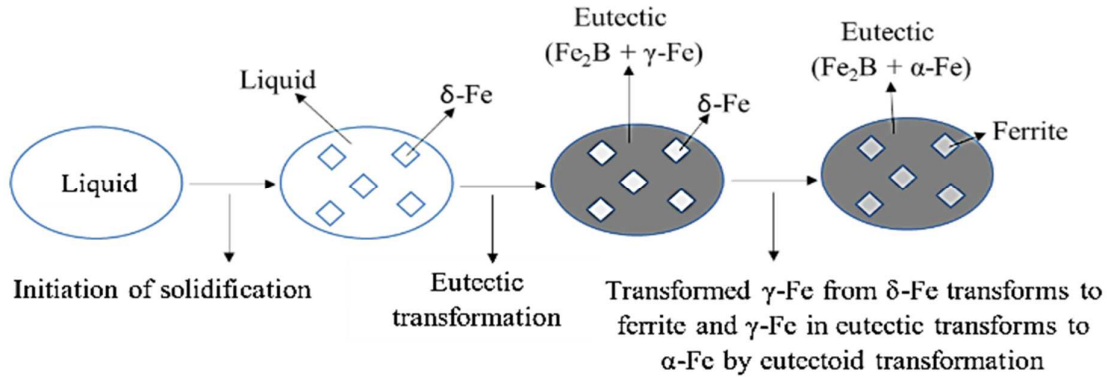 Liquid
Initiation of solidification
Liquid
δ-Fe
Eutectic
transformation
Eutectic
(Fe₂B + γ-Fe)
δ-Fe
Transformed γ-Fe from δ-Fe transforms to
ferrite and γ-Fe in eutectic transforms to
α-Fe by eutectoid transformation
Eutectic
(Fe₂B + α-Fe)
Ferrite